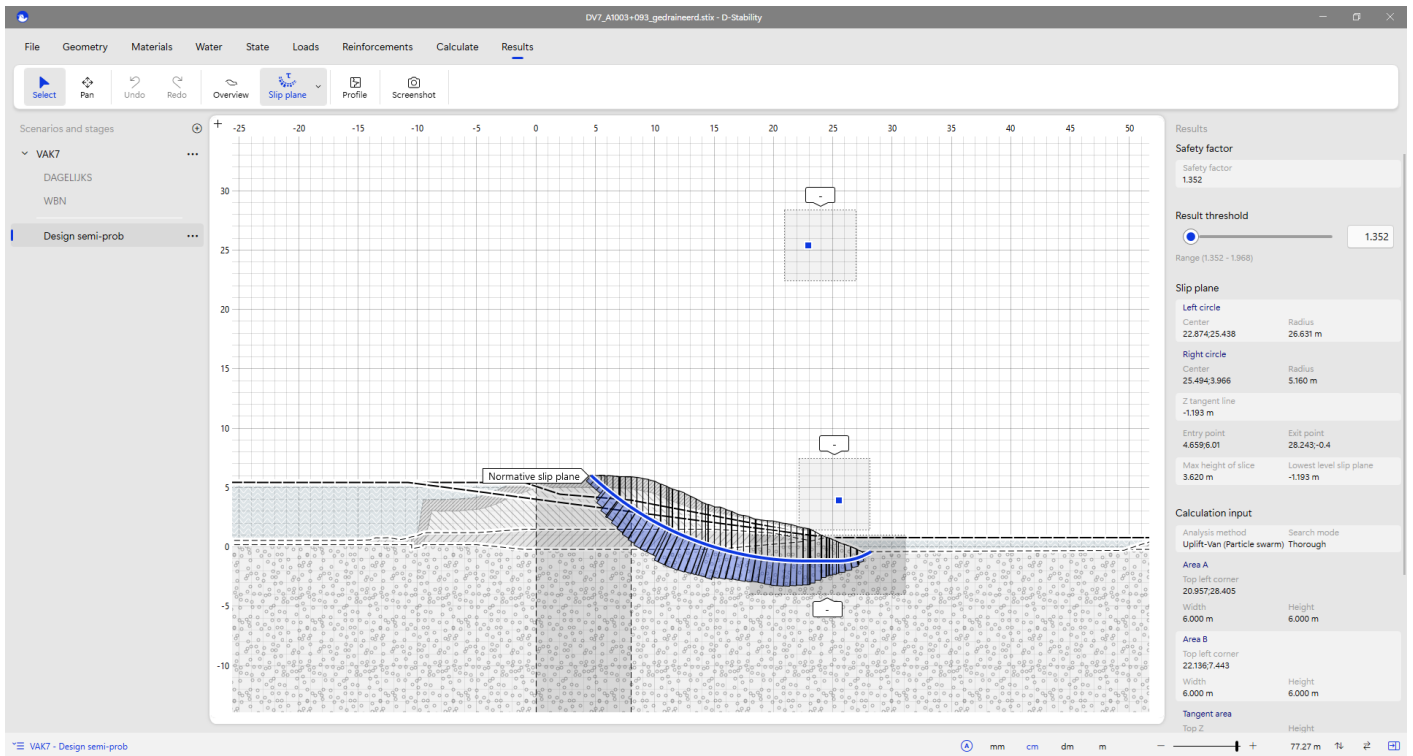 DV7_A1003+093_gedraineerd.stix - D-Stability
File Geometry Materials Water State Loads Reinforcements Calculate Results
Select Pan Undo Redo Overview Slip plane Profile Screenshot
T
Scenarios and stages
VAK7
DAGELIJKS
WBN
Design semi-prob
-25 -20 -15 -10 -5 0 5 10 15 20 25 30 35 40 45 50
30
25
20
15
10
5
0
-5
-10
-
-
Normative slip plane
-
Results
Safety factor
Safety factor
1.352
Result threshold
1.352
Range (1.352 - 1.968)
Slip plane
Left circle
Center Radius
22.874;25.438 26.631 m
Right circle
Center Radius
25.494;3.966 5.160 m
Z tangent line
-1.193 m
Entry point Exit point
4.659;6.01 28.243;-0.4
Max height of slice Lowest level slip plane
3.620 m -1.193 m
Calculation input
Analysis method Search mode
Uplift-Van (Particle swarm) Thorough
Area A
Top left corner
20.957;28.405
Width Height
6.000 m 6.000 m
Area B
Top left corner
22.136;7.443
Width Height
6.000 m 6.000 m
Tangent area
Top Z Height
VAK7 - Design semi-prob
A mm cm dm m
77.27 m